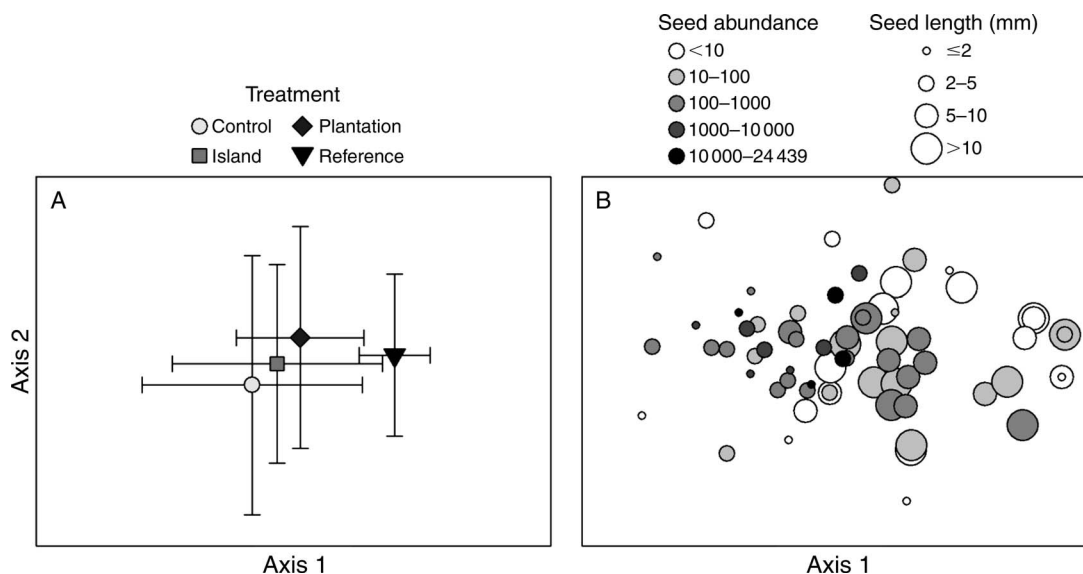 Treatment
Control
Plantation
Island
Reference
Seed abundance
<10
10–100
100–1000
1000–10 000
10 000–24 439
Seed length (mm)
≤2
2–5
5–10
>10
A
B
Axis 2
Axis 1
Axis 1